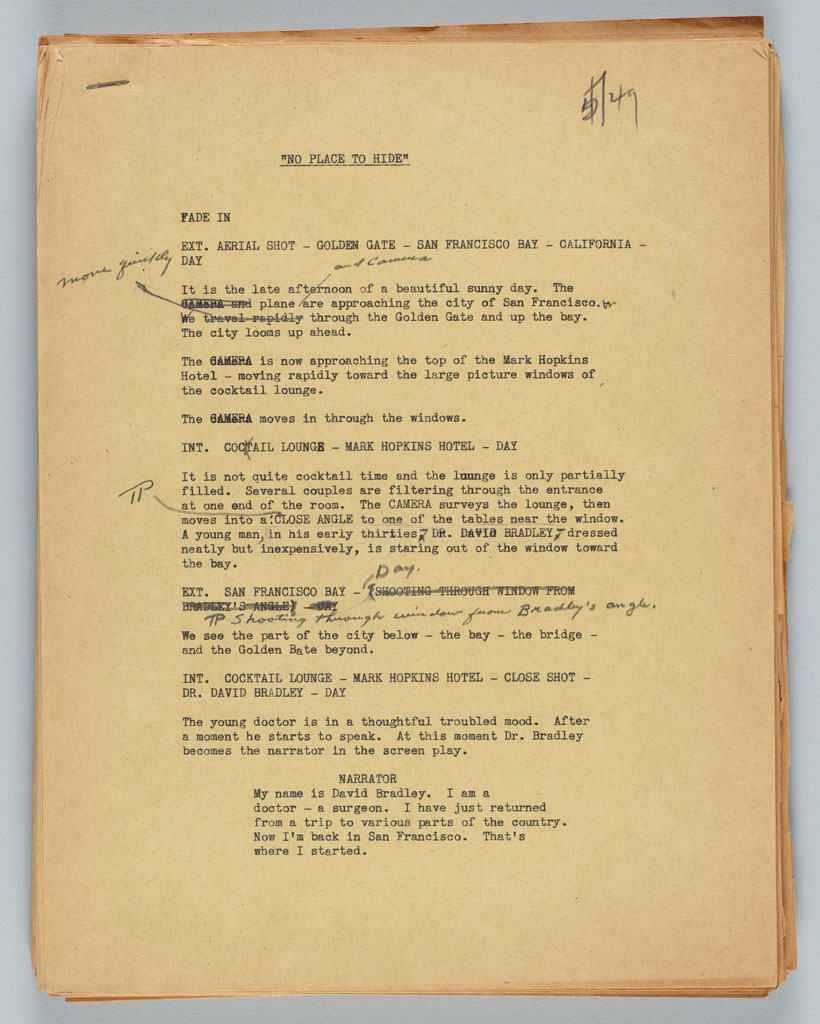 5/49
"NO PLACE TO HIDE"
FADE IN
EXT. AERIAL SHOT - GOLDEN GATE - SAN FRANCISCO BAY - CALIFORNIA -
DAY
move quickly
and Camera
It is the late afternoon of a beautiful sunny day.  The
CAMERA and plane are approaching the city of San Francisco.
We travel rapidly through the Golden Gate and up the bay.
The city looms up ahead.
The CAMERA is now approaching the top of the Mark Hopkins
Hotel - moving rapidly toward the large picture windows of
the cocktail lounge.
The CAMERA moves in through the windows.
INT.  COCTAIL LOUNGE - MARK HOPKINS HOTEL - DAY
It is not quite cocktail time and the lounge is only partially
filled.  Several couples are filtering through the entrance
at one end of the room.  The CAMERA surveys the lounge, then
moves into a CLOSE ANGLE to one of the tables near the window.
A young man, in his early thirties, DR. DAVID BRADLEY, dressed
neatly but inexpensively, is staring out of the window toward
the bay.
Day.
EXT.  SAN FRANCISCO BAY - (SHOOTING THROUGH WINDOW FROM
BRADLEY'S ANGLE) - DAY
Shooting through window from Bradley's angle.
We see the part of the city below - the bay - the bridge -
and the Golden Bate beyond.
INT.  COCKTAIL LOUNGE - MARK HOPKINS HOTEL - CLOSE SHOT -
DR. DAVID BRADLEY - DAY
The young doctor is in a thoughtful troubled mood.  After
a moment he starts to speak.  At this moment Dr. Bradley
becomes the narrator in the screen play.
NARRATOR
My name is David Bradley.  I am a
doctor - a surgeon.  I have just returned
from a trip to various parts of the country.
Now I'm back in San Francisco.  That's
where I started.